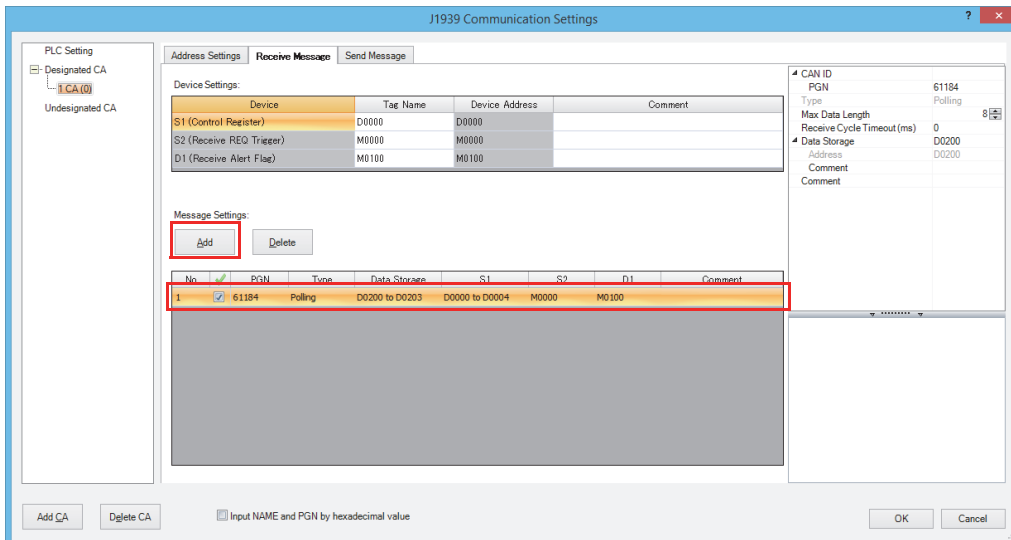 J1939 Communication Settings
? ×
PLC Setting
Designated CA
1 CA (0)
Undesignated CA
Address Settings Receive Message Send Message
Device Settings:
Device Tag Name Device Address Comment
S1 (Control Register) D0000 D0000
S2 (Receive REQ Trigger) M0000 M0000
D1 (Receive Alert Flag) M0100 M0100
Message Settings:
Add Delete
No. PGN Type Data Storage S1 S2 D1 Comment
1 61184 Polling D0200 to D0203 D0000 to D0004 M0000 M0100
CAN ID
PGN 61184
Type Polling
Max Data Length 8
Receive Cycle Timeout (ms) 0
Data Storage D0200
Address D0200
Comment
Comment
Add CA Delete CA Input NAME and PGN by hexadecimal value OK Cancel